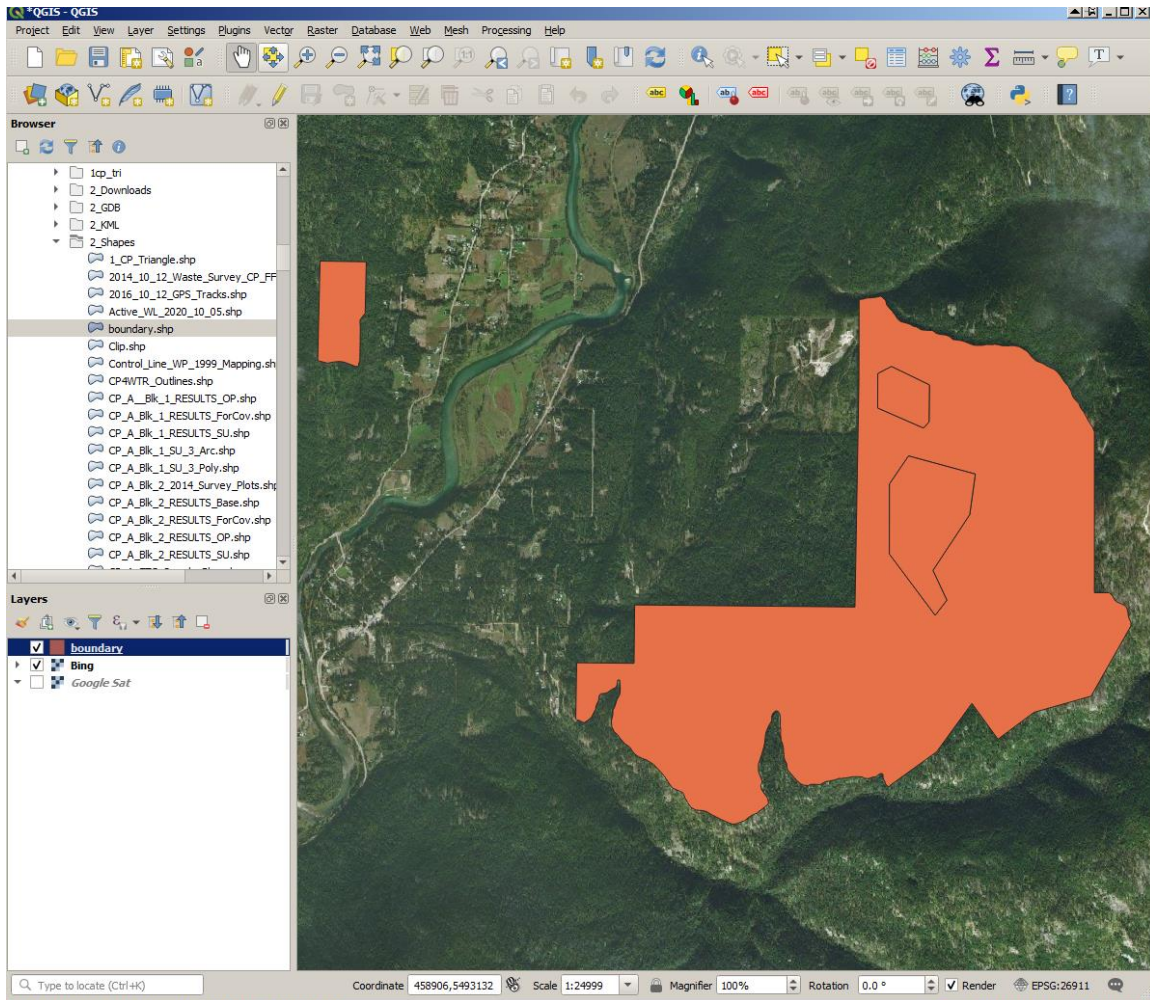 *QGIS - QGIS
Project Edit View Layer Settings Plugins Vector Raster Database Web Mesh Processing Help
Browser
1cp_tri
2_Downloads
2_GDB
2_KML
2_Shapes
1_CP_Triangle.shp
2014_10_12_Waste_Survey_CP_FF
2016_10_12_GPS_Tracks.shp
Active_WL_2020_10_05.shp
boundary.shp
Clip.shp
Control_Line_WP_1999_Mapping.sh
CP4WTR_Outlines.shp
CP_A__Blk_1_RESULTS_OP.shp
CP_A_Blk_1_RESULTS_ForCov.shp
CP_A_Blk_1_RESULTS_SU.shp
CP_A_Blk_1_SU_3_Arc.shp
CP_A_Blk_1_SU_3_Poly.shp
CP_A_Blk_2_2014_Survey_Plots.shp
CP_A_Blk_2_RESULTS_Base.shp
CP_A_Blk_2_RESULTS_ForCov.shp
CP_A_Blk_2_RESULTS_OP.shp
CP_A_Blk_2_RESULTS_SU.shp
Layers
boundary
Bing
Google Sat
Type to locate (Ctrl+K) Coordinate 458906,5493132 Scale 1:24999 Magnifier 100% Rotation 0.0 ° Render EPSG:26911